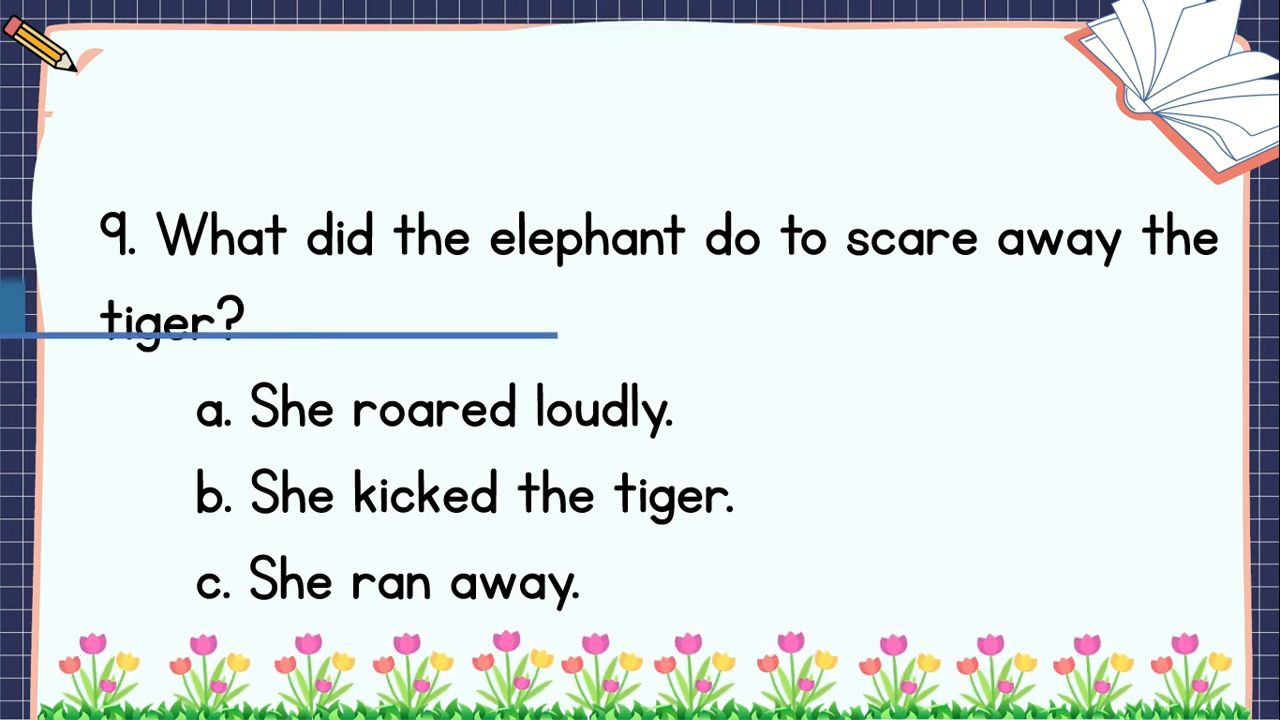 9. What did the elephant do to scare away the
tiger?
a. She roared loudly.
b. She kicked the tiger.
c. She ran away.